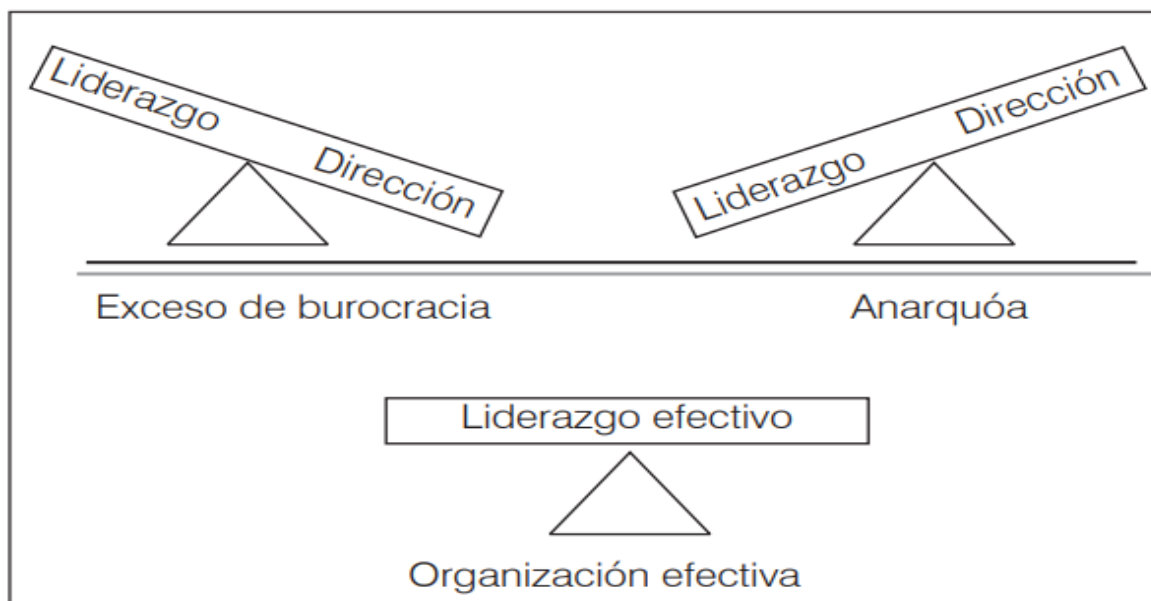 Liderazgo Dirección
Liderazgo Dirección
Exceso de burocracia
Anarquóa
Liderazgo efectivo
Organización efectiva